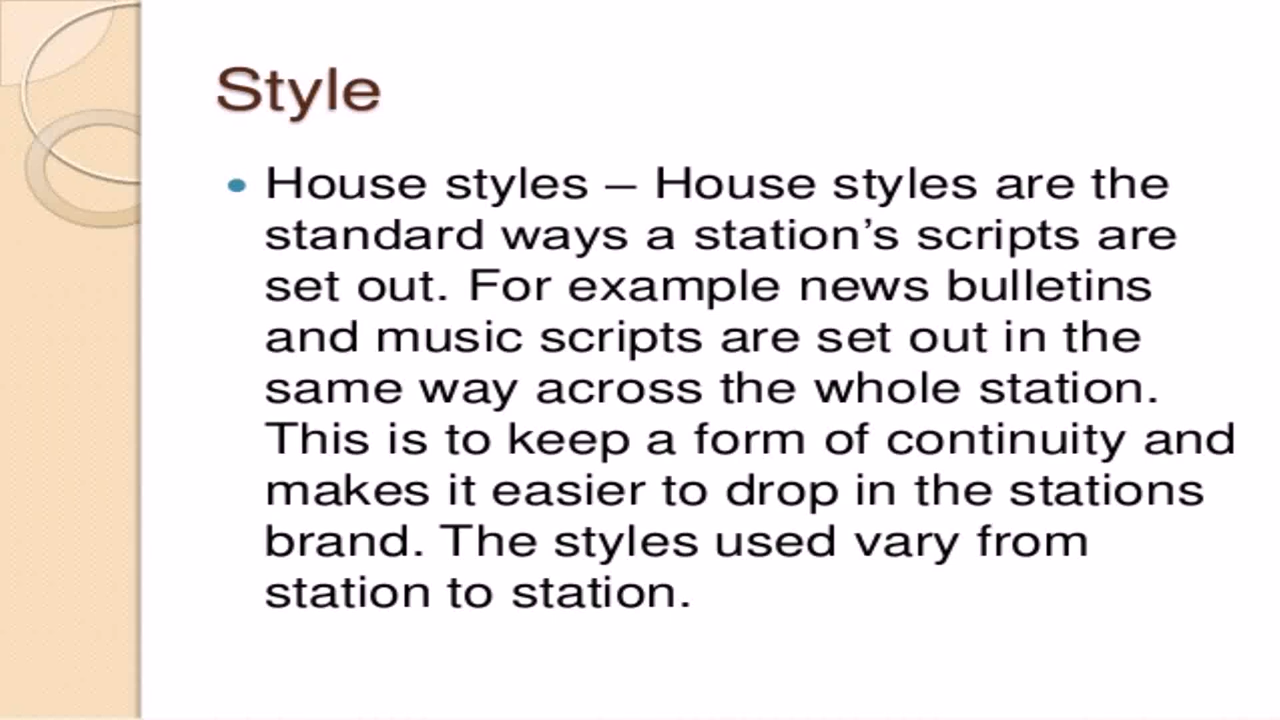 Style
• House styles – House styles are the
standard ways a station’s scripts are
set out. For example news bulletins
and music scripts are set out in the
same way across the whole station.
This is to keep a form of continuity and
makes it easier to drop in the stations
brand. The styles used vary from
station to station.